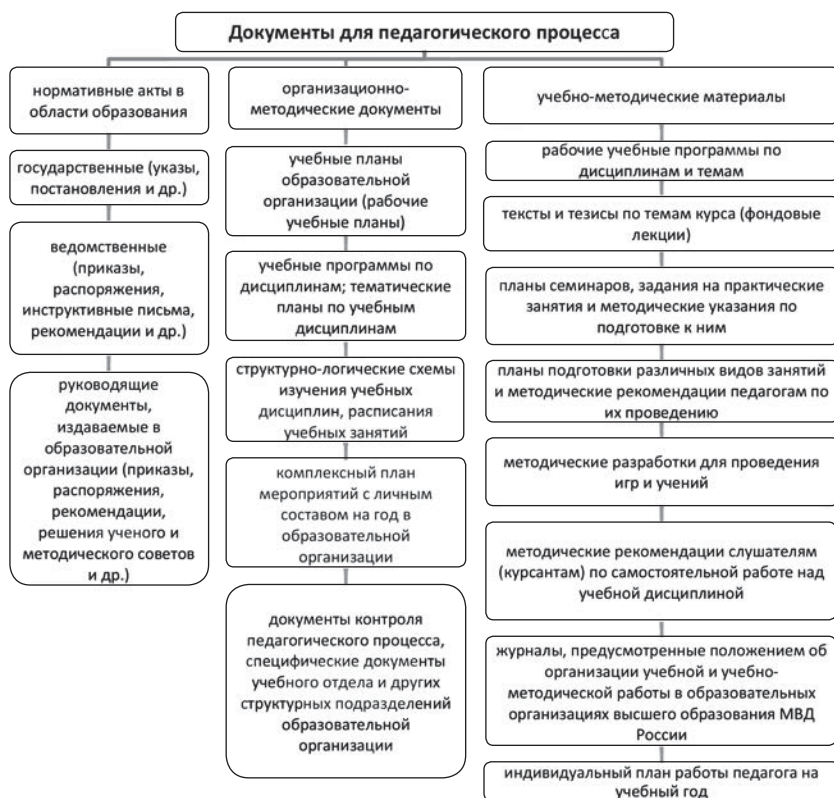 Документы для педагогического процесса
нормативные акты в
области образования
государственные (указы,
постановления и др.)
ведомственные
(приказы,
распоряжения,
инструктивные письма,
рекомендации и др.)
руководящие
документы,
издаваемые в
образовательной
организации (приказы,
распоряжения,
рекомендации,
решения ученого и
методического советов
и др.)
организационно-
методические документы
учебные планы
образовательной
организации (рабочие
учебные планы)
учебные программы по
дисциплинам; тематические
планы по учебным
дисциплинам
структурно-логические схемы
изучения учебных
дисциплин, расписания
учебных занятий
комплексный план
мероприятий с личным
составом на год в
образовательной
организации
документы контроля
педагогического процесса,
специфические документы
учебного отдела и других
структурных подразделений
образовательной
организации
учебно-методические материалы
рабочие учебные программы по
дисциплинам и темам
тексты и тезисы по темам курса (фондовые
лекции)
планы семинаров, задания на практические
занятия и методические указания по
подготовке к ним
планы подготовки различных видов занятий
и методические рекомендации педагогам по
их проведению
методические разработки для проведения
игр и учений
методические рекомендации слушателям
(курсантам) по самостоятельной работе над
учебной дисциплиной
журналы, предусмотренные положением об
организации учебной и учебно-
методической работы в образовательных
организациях высшего образования МВД
России
индивидуальный план работы педагога на
учебный год